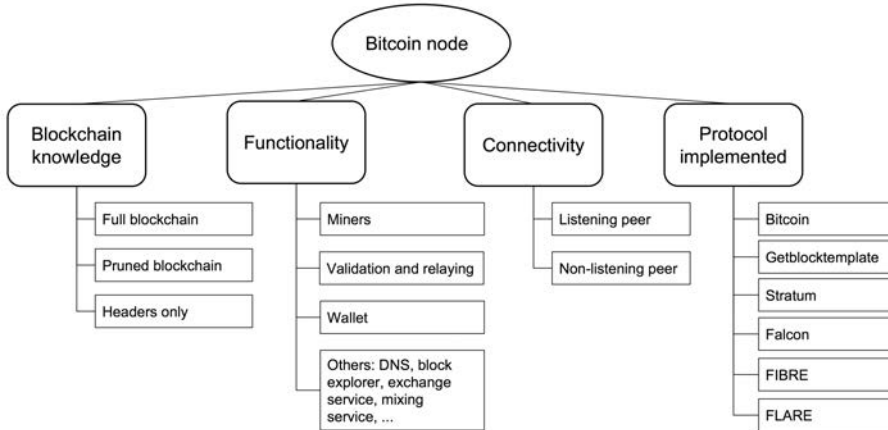 Bitcoin node
Blockchain
knowledge
Full blockchain
Pruned blockchain
Headers only
Functionality
Miners
Validation and relaying
Wallet
Others: DNS, block
explorer, exchange
service, mixing
service, ...
Connectivity
Listening peer
Non-listening peer
Protocol
implemented
Bitcoin
Getblocktemplate
Stratum
Falcon
FIBRE
FLARE